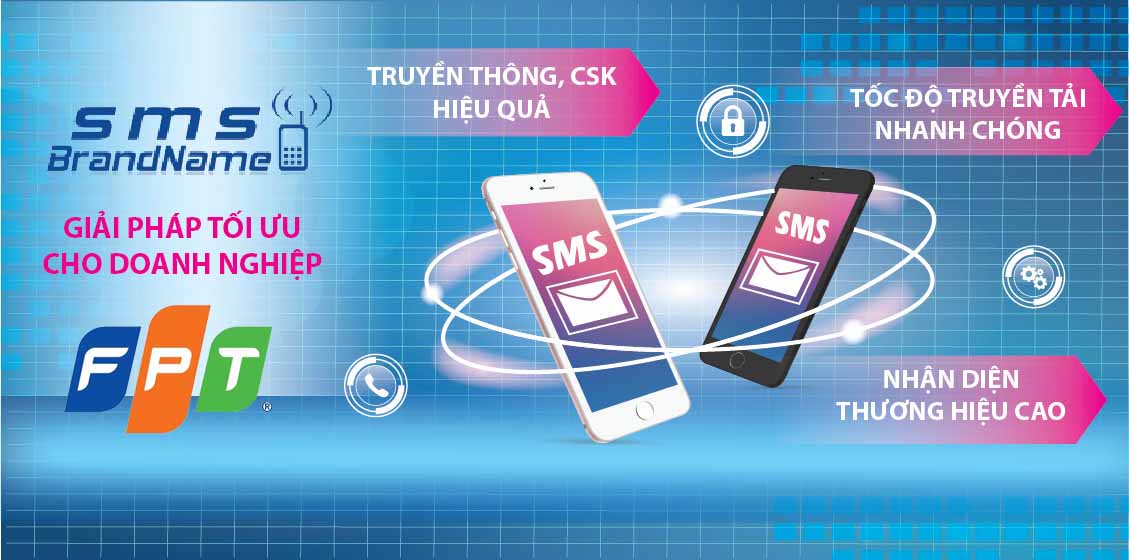 sms
BrandName
GIẢI PHÁP TỐI ƯU
CHO DOANH NGHIỆP
FPT
®
TRUYỀN THÔNG, CSK
HIỆU QUẢ
TỐC ĐỘ TRUYỀN TẢI
NHANH CHÓNG
SMS
SMS
NHẬN DIỆN
THƯƠNG HIỆU CAO